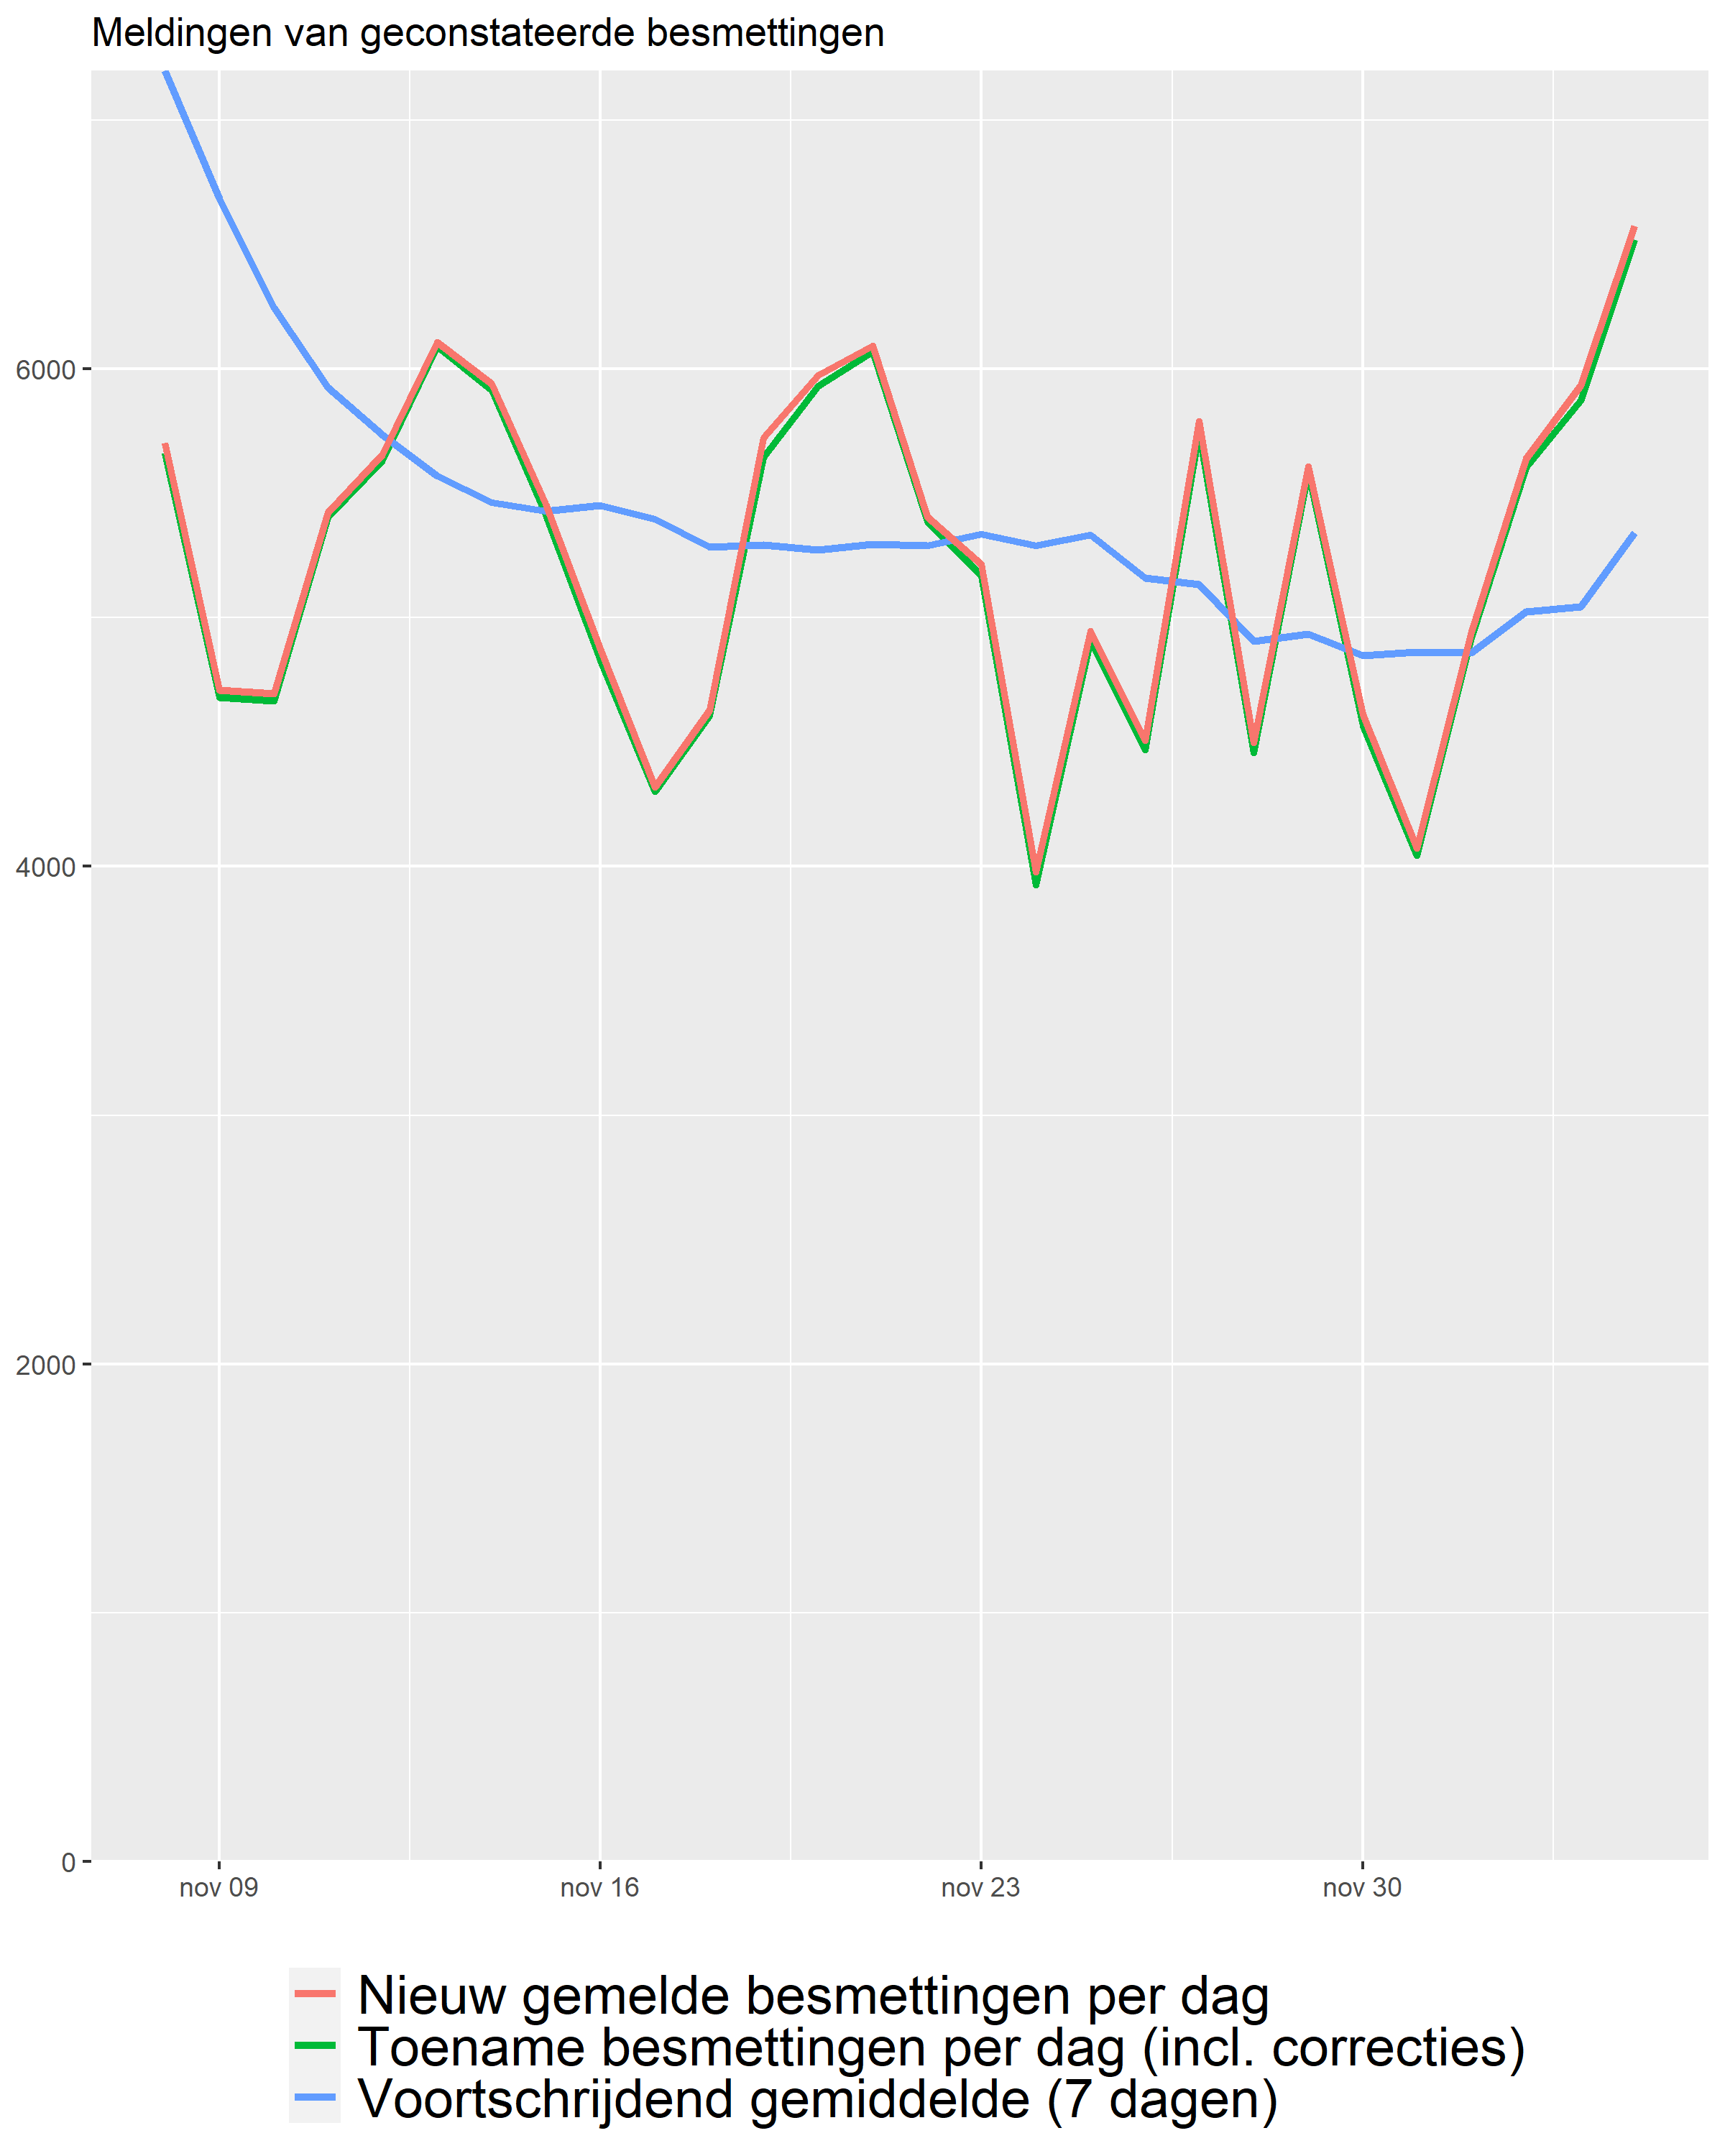 Meldingen van geconstateerde besmettingen
6000
4000
2000
0
nov 09
nov 16
nov 23
nov 30
Nieuw gemelde besmettingen per dag
Toename besmettingen per dag (incl. correcties)
Voortschrijdend gemiddelde (7 dagen)